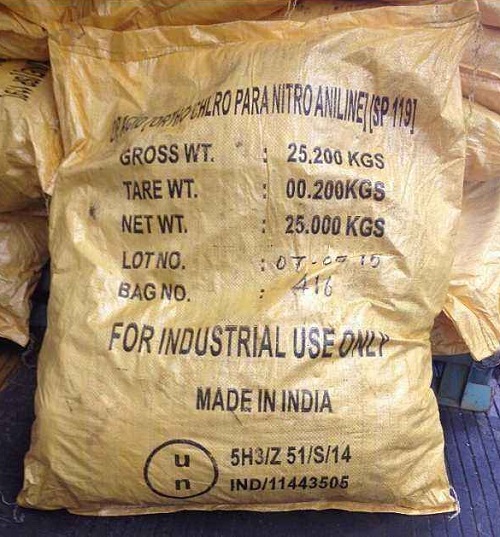 ORTHO CHLRO PARA NITRO ANILINE] (SP 119]
GROSS WT. : 25.200 KGS
TARE WT. : 00.200KGS
NET WT. : 25.000 KGS
LOT NO. :
BAG NO. : 416
FOR INDUSTRIAL USE ONLY
MADE IN INDIA
u
n
5H3/Z 51/S/14
IND/11443505